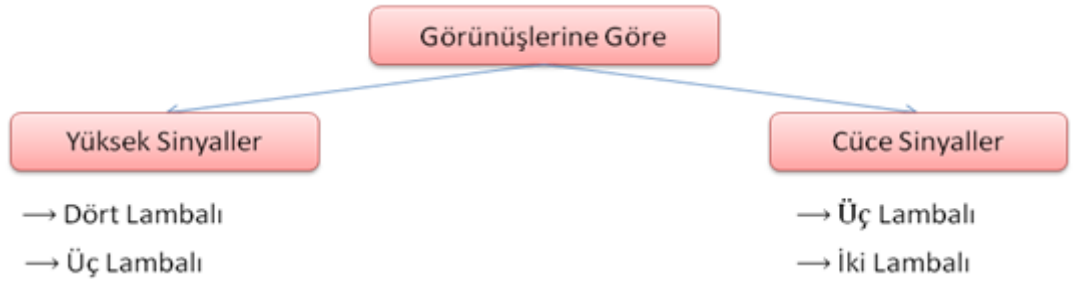 Görünüşlerine Göre
Yüksek Sinyaller
Cüce Sinyaller
→ Dört Lambalı
→ Üç Lambalı
→ Üç Lambalı
→ İki Lambalı